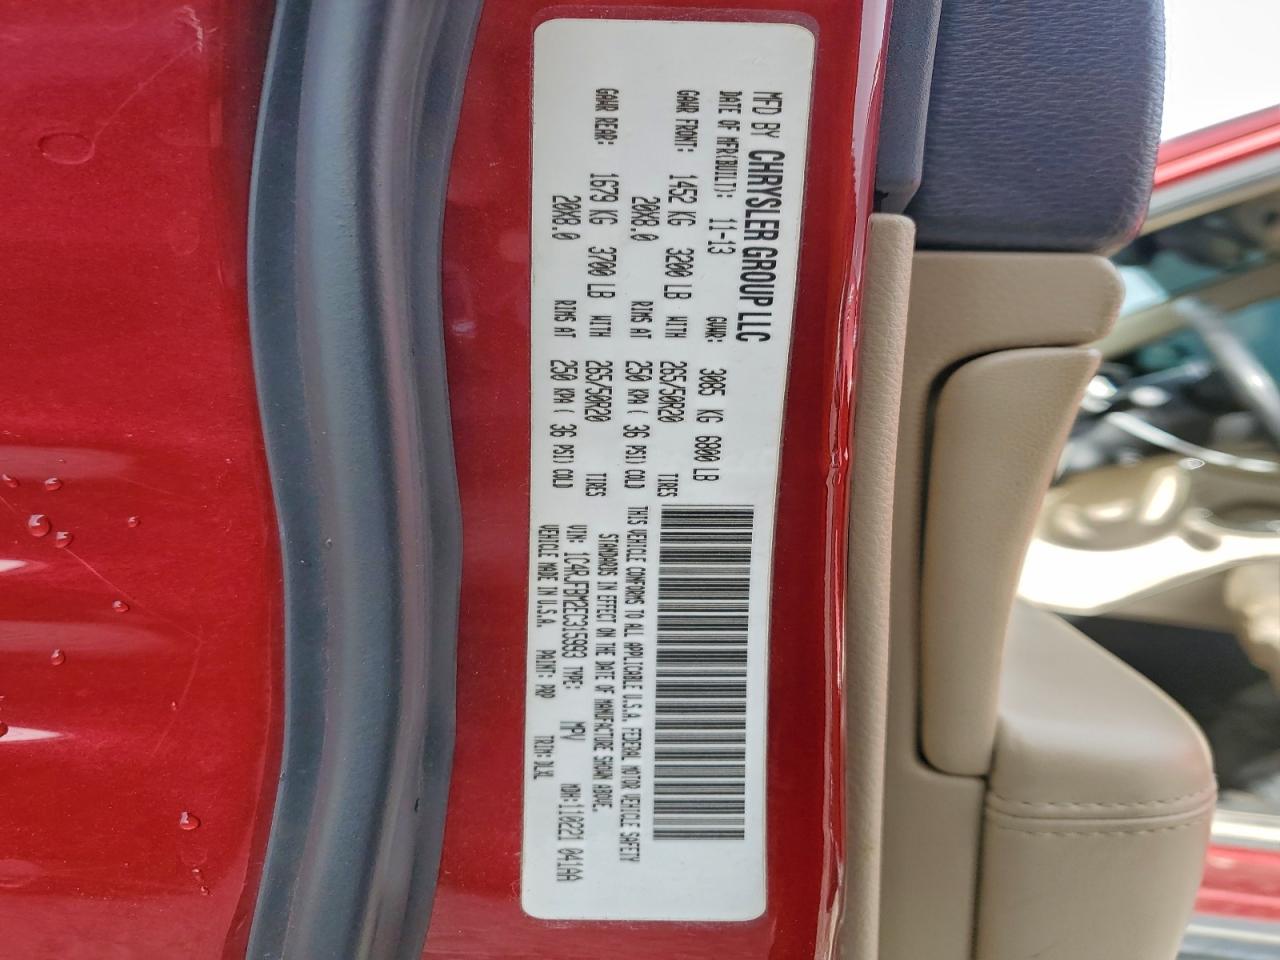 MFD BY CHRYSLER GROUP LLC
DATE OF MFR(BUILT): 11-13 GVWR: 3085 KG 6800 LB
GAWR FRONT: 1452 KG 3200 LB WITH 265/50R20 TIRES
20X8.0 RIMS AT 250 KPA ( 36 PSI) COLD
GAWR REAR: 1679 KG 3700 LB WITH 265/50R20 TIRES
20X8.0 RIMS AT 250 KPA ( 36 PSI) COLD
THIS VEHICLE CONFORMS TO ALL APPLICABLE U.S.A. FEDERAL MOTOR VEHICLE SAFETY
STANDARDS IN EFFECT ON THE DATE OF MANUFACTURE SHOWN ABOVE.
VIN: 1C4RJFBM2EC315993 TYPE: MPV MDH:110221 041AA
VEHICLE MADE IN U.S.A. PAINT: PRP TRIM:DLXL